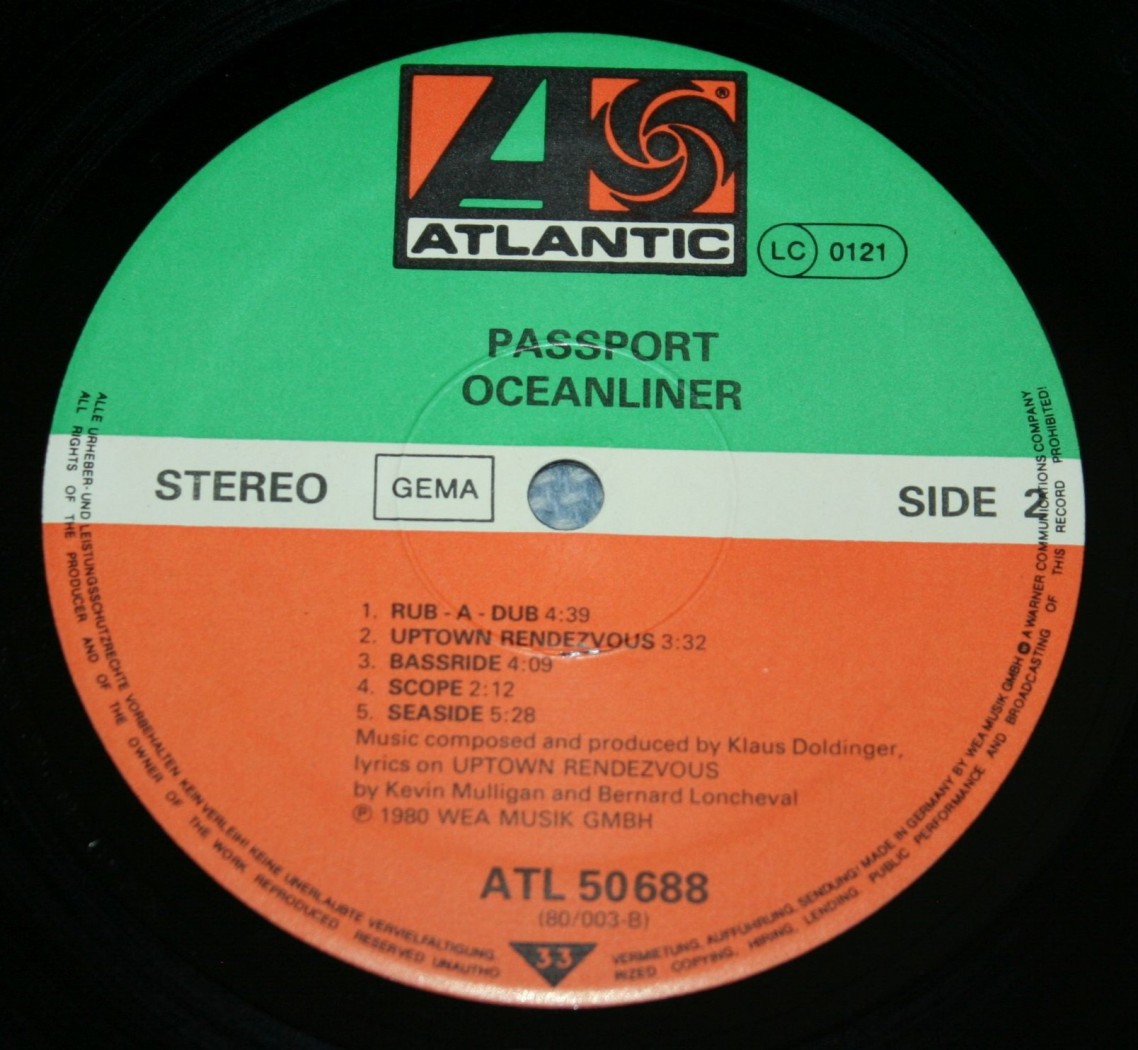 ATLANTIC
®
LC 0121
PASSPORT
OCEANLINER
STEREO
GEMA
SIDE 2
1. RUB - A - DUB 4:39
2. UPTOWN RENDEZVOUS 3:32
3. BASSRIDE 4:09
4. SCOPE 2:12
5. SEASIDE 5:28
Music composed and produced by Klaus Doldinger,
lyrics on UPTOWN RENDEZVOUS
by Kevin Mulligan and Bernard Loncheval
℗ 1980 WEA MUSIK GMBH
ATL 50688
(80/003-B)
33
ALLE URHEBER- UND LEISTUNGSSCHUTZRECHTE VORBEHALTEN KEIN VERLEIH! KEINE UNERLAUBTE VERVIELFÄLTIGUNG, VERMIETUNG, AUFFÜHRUNG, SENDUNG! MADE IN GERMANY BY WEA MUSIK GMBH A WARNER COMMUNICATIONS COMPANY
ALL RIGHTS OF THE PRODUCER AND OF THE OWNER OF THE WORK REPRODUCED RESERVED UNAUTHO RIZED COPYING, HIRING, LENDING, PUBLIC PERFORMANCE AND BROADCASTING OF THIS RECORD PROHIBITED!